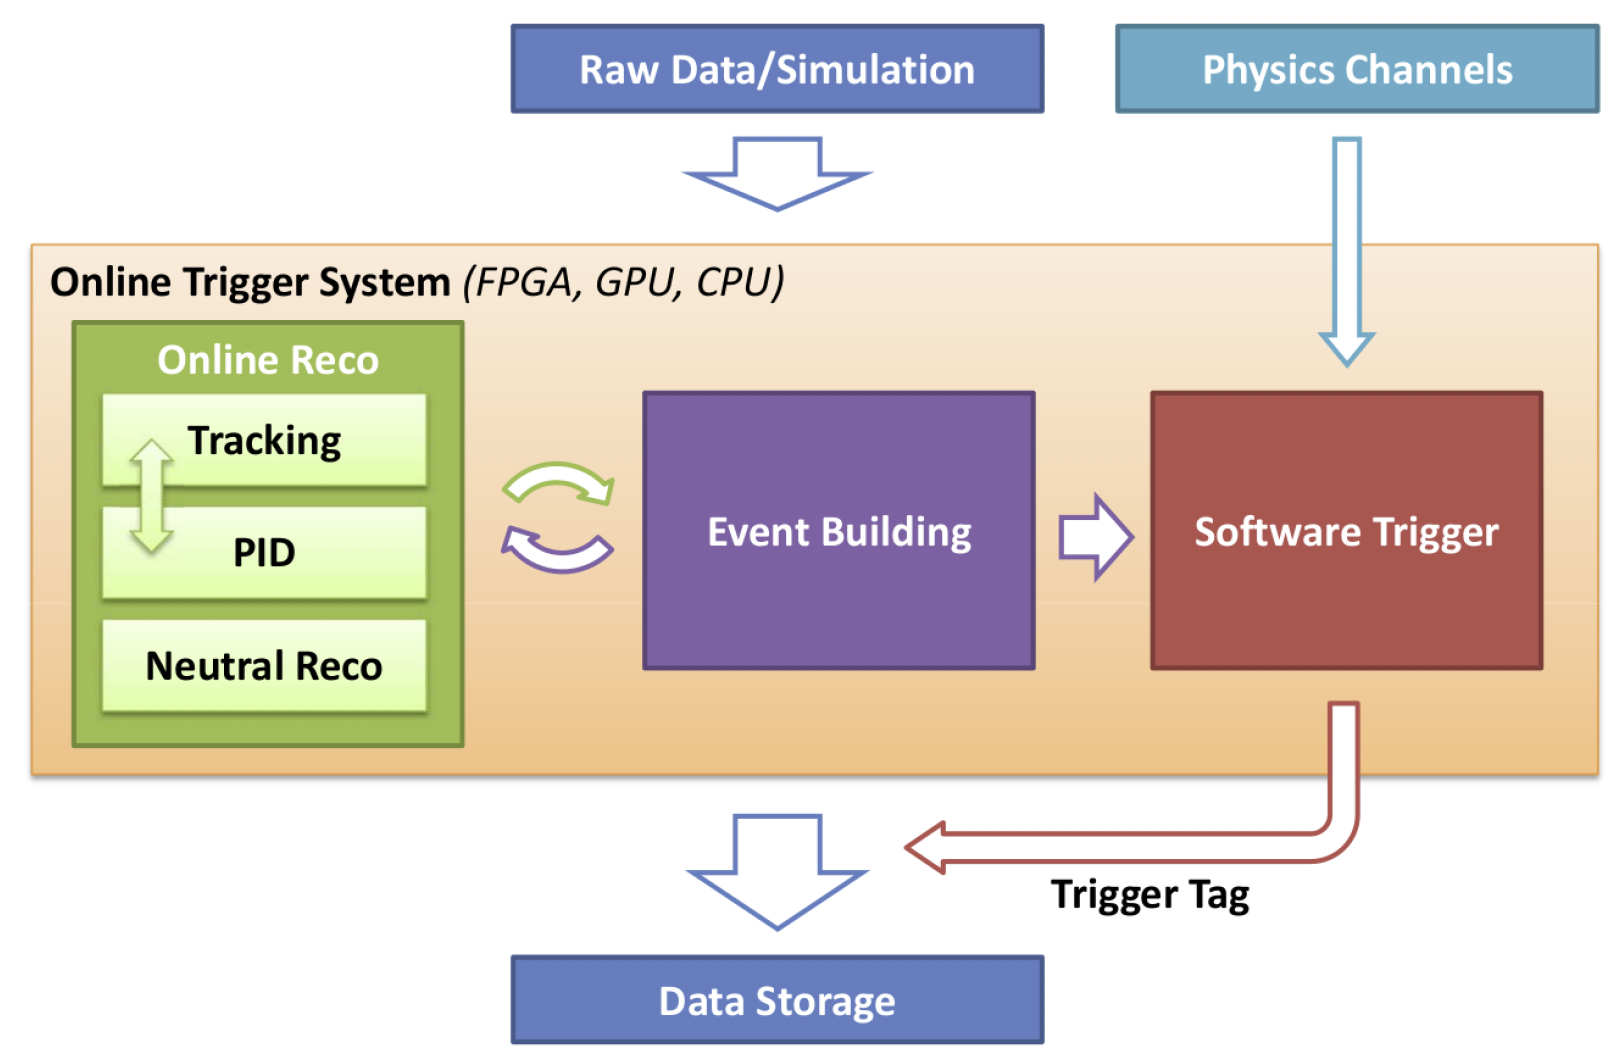 Raw Data/Simulation
Physics Channels
Online Trigger System (FPGA, GPU, CPU)
Online Reco
Tracking
PID
Neutral Reco
Event Building
Software Trigger
Trigger Tag
Data Storage